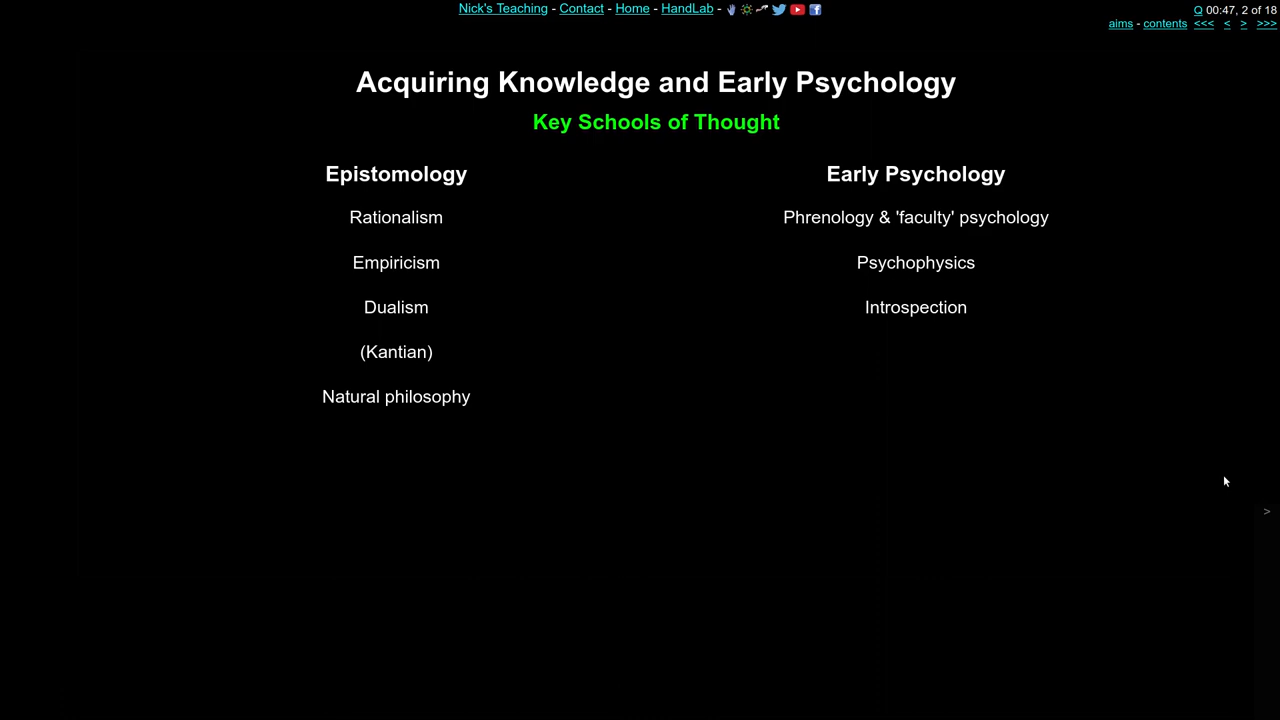 Nick's Teaching - Contact - Home - HandLab -
Q 00:47, 2 of 18
aims - contents <<< < > >>>
Acquiring Knowledge and Early Psychology
Key Schools of Thought
Epistomology
Rationalism
Empiricism
Dualism
(Kantian)
Natural philosophy
Early Psychology
Phrenology & 'faculty' psychology
Psychophysics
Introspection
>